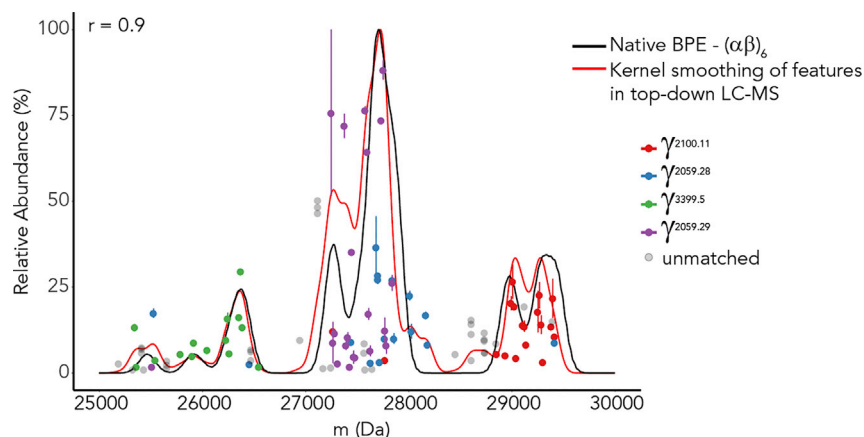 r = 0.9
Native BPE - (αβ)₆
Kernel smoothing of features
in top-down LC-MS
γ²¹⁰⁰·¹¹
γ²⁰⁵⁹·²⁸
γ³³⁹⁹·⁵
γ²⁰⁵⁹·²⁹
unmatched
Relative Abundance (%)
100
75
50
25
0
25000 26000 27000 28000 29000 30000
m (Da)